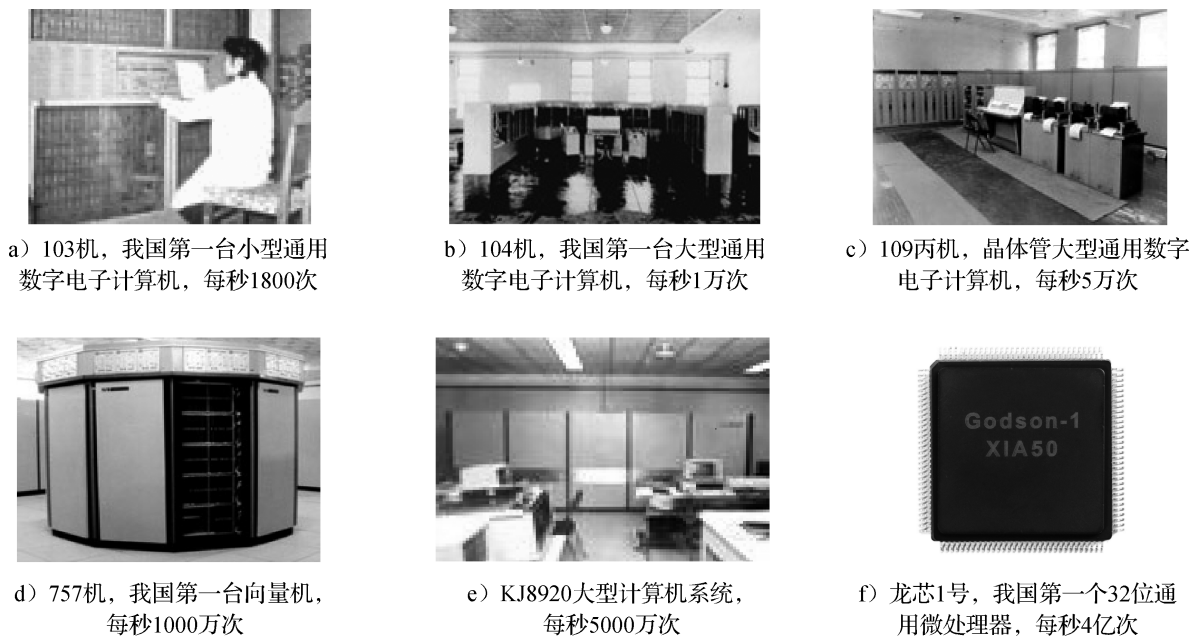 a）103机，我国第一台小型通用
数字电子计算机，每秒1800次
b）104机，我国第一台大型通用
数字电子计算机，每秒1万次
c）109丙机，晶体管大型通用数字
电子计算机，每秒5万次
Godson-1
XIA50
d）757机，我国第一台向量机，
每秒1000万次
e）KJ8920大型计算机系统，
每秒5000万次
f）龙芯1号，我国第一个32位通
用微处理器，每秒4亿次